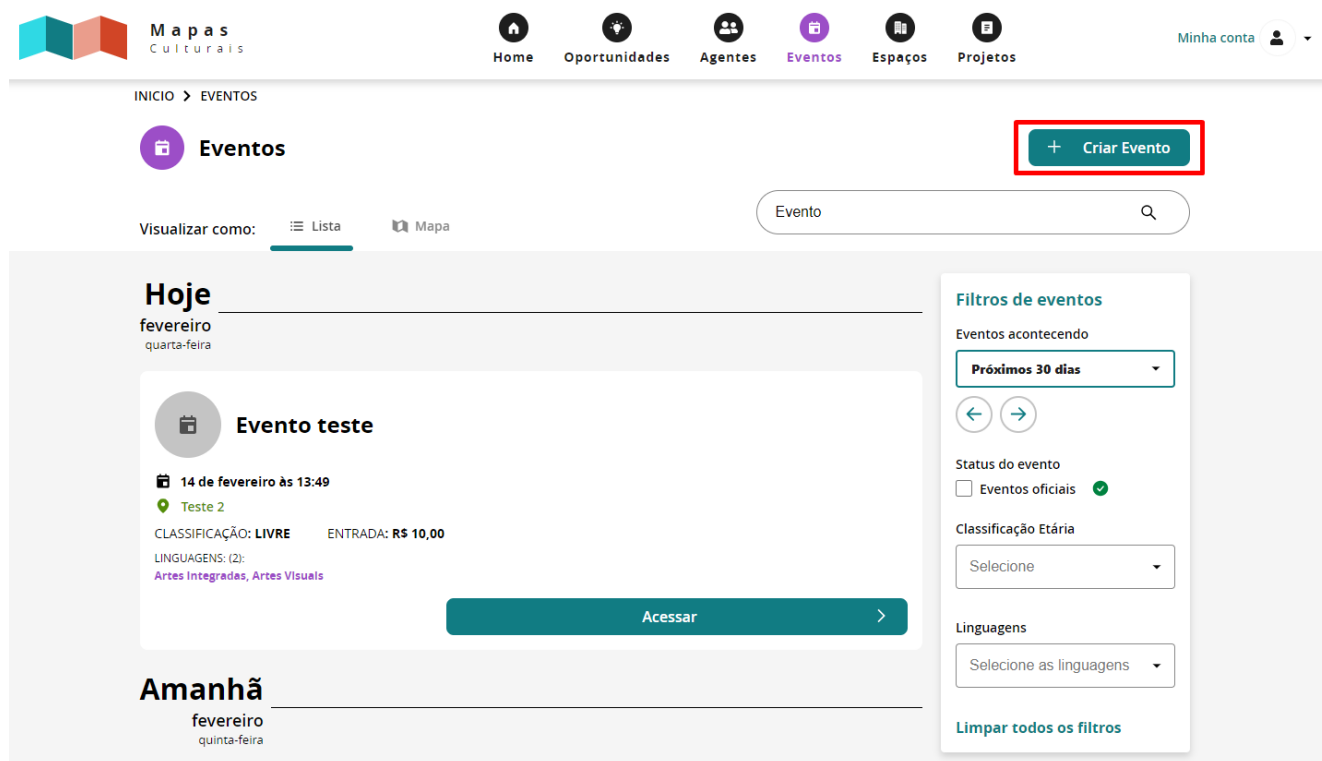 Mapas
Culturais
Home
Oportunidades
Agentes
Eventos
Espaços
Projetos
Minha conta
INICIO > EVENTOS
Eventos
+ Criar Evento
Visualizar como:
Lista
Mapa
Evento
Hoje
fevereiro
quarta-feira
Evento teste
14 de fevereiro às 13:49
Teste 2
CLASSIFICAÇÃO: LIVRE ENTRADA: R$ 10,00
LINGUAGENS: (2):
Artes Integradas, Artes Visuais
Acessar
Amanhã
fevereiro
quinta-feira
Filtros de eventos
Eventos acontecendo
Próximos 30 dias
Status do evento
Eventos oficiais
Classificação Etária
Selecione
Linguagens
Selecione as linguagens
Limpar todos os filtros